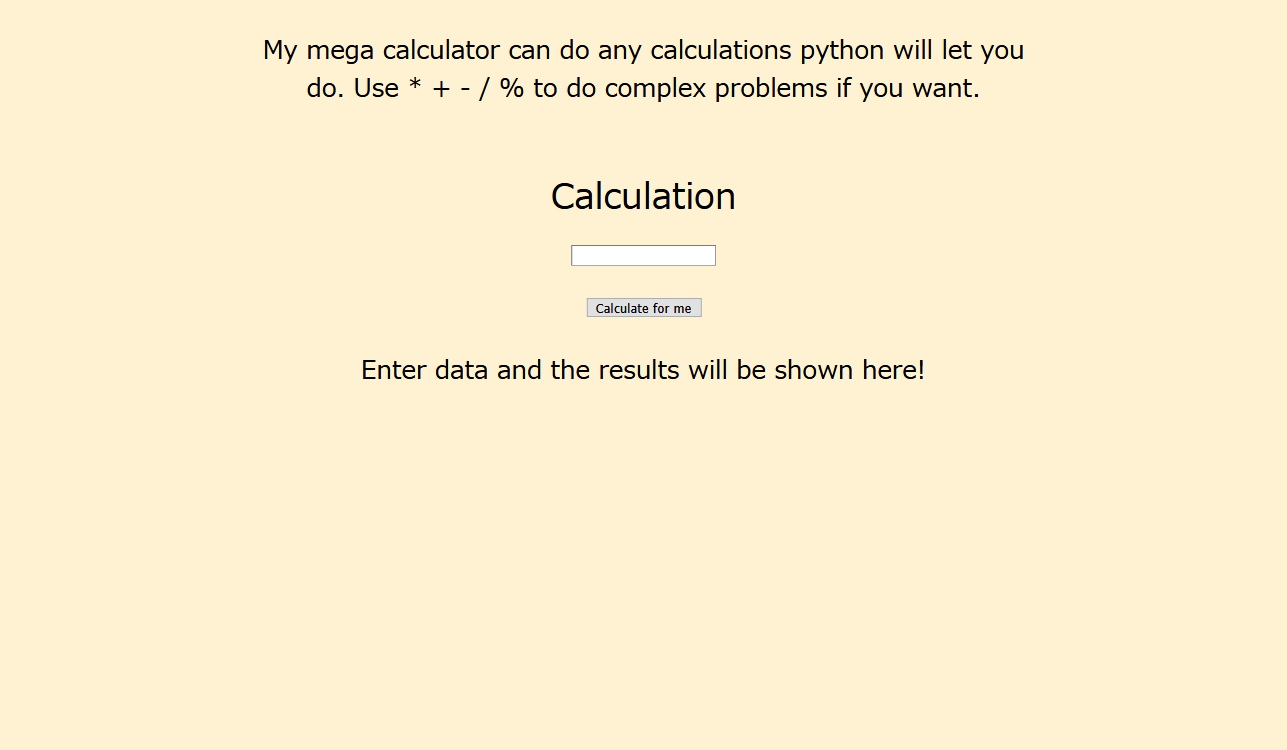 My mega calculator can do any calculations python will let you
do. Use * + - / % to do complex problems if you want.
Calculation
Calculate for me
Enter data and the results will be shown here!